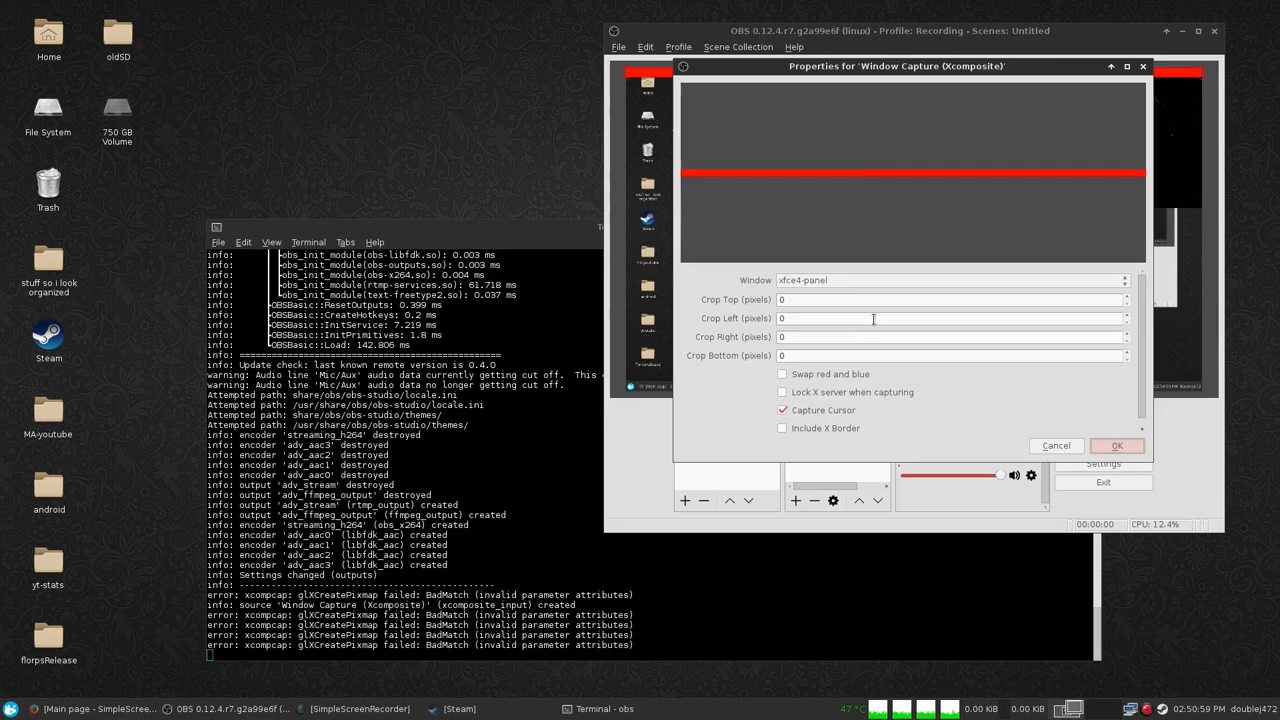 Home
oldSD
File System
750 GB
Volume
Trash
stuff so i look
organized
Steam
MA-youtube
android
yt-stats
florpsRelease
OBS 0.12.4.r7.g2a99e6f (linux) - Profile: Recording - Scenes: Untitled
File Edit Profile Scene Collection Help
Properties for 'Window Capture (Xcomposite)'
Window xfce4-panel
Crop Top (pixels) 0
Crop Left (pixels) 0
Crop Right (pixels) 0
Crop Bottom (pixels) 0
Swap red and blue
Lock X server when capturing
Capture Cursor
Include X Border
Cancel OK
Settings
Exit
00:00:00 CPU: 12.4%
File Edit View Terminal Tabs Help
info: obs_init_module(obs-libfdk.so): 0.003 ms
info: obs_init_module(obs-outputs.so): 0.003 ms
info: obs_init_module(obs-x264.so): 0.004 ms
info: obs_init_module(rtmp-services.so): 61.718 ms
info: obs_init_module(text-freetype2.so): 0.037 ms
info: OBSBasic::ResetOutputs: 0.399 ms
info: OBSBasic::CreateHotkeys: 0.2 ms
info: OBSBasic::InitService: 7.219 ms
info: OBSBasic::InitPrimitives: 1.8 ms
info: OBSBasic::Load: 142.806 ms
info: ==================================================
info: Update check: last known remote version is 0.4.0
warning: Audio line 'Mic/Aux' audio data currently getting cut off.  This
warning: Audio line 'Mic/Aux' audio data no longer getting cut off.
Attempted path: share/obs/obs-studio/locale.ini
Attempted path: /usr/share/obs/obs-studio/locale.ini
Attempted path: share/obs/obs-studio/themes/
Attempted path: /usr/share/obs/obs-studio/themes/
info: encoder 'streaming_h264' destroyed
info: encoder 'adv_aac3' destroyed
info: encoder 'adv_aac2' destroyed
info: encoder 'adv_aac1' destroyed
info: encoder 'adv_aac0' destroyed
info: output 'adv_stream' destroyed
info: output 'adv_ffmpeg_output' destroyed
info: output 'adv_stream' (rtmp_output) created
info: output 'adv_ffmpeg_output' (ffmpeg_output) created
info: encoder 'streaming_h264' (obs_x264) created
info: encoder 'adv_aac0' (libfdk_aac) created
info: encoder 'adv_aac1' (libfdk_aac) created
info: encoder 'adv_aac2' (libfdk_aac) created
info: encoder 'adv_aac3' (libfdk_aac) created
info: Settings changed (outputs)
info: ------------------------------------------------
error: xcompcap: glXCreatePixmap failed: BadMatch (invalid parameter attributes)
info: source 'Window Capture (Xcomposite)' (xcomposite_input) created
error: xcompcap: glXCreatePixmap failed: BadMatch (invalid parameter attributes)
error: xcompcap: glXCreatePixmap failed: BadMatch (invalid parameter attributes)
error: xcompcap: glXCreatePixmap failed: BadMatch (invalid parameter attributes)
error: xcompcap: glXCreatePixmap failed: BadMatch (invalid parameter attributes)
[Main page - SimpleScreen... OBS 0.12.4.r7.g2a99e6f (... [SimpleScreenRecorder] [Steam] Terminal - obs 47 °C 0.00 KiB 0.00 KiB 02:50:59 PM doublej472